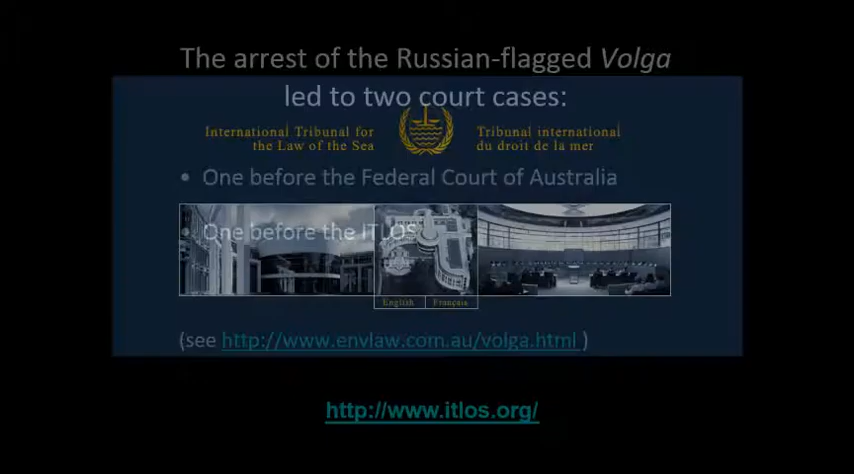 The arrest of the Russian-flagged Volga
led to two court cases:
International Tribunal for
the Law of the Sea
Tribunal international
du droit de la mer
• One before the Federal Court of Australia
• One before the ITLOS
English
Français
(see http://www.envlaw.com.au/volga.html )
http://www.itlos.org/